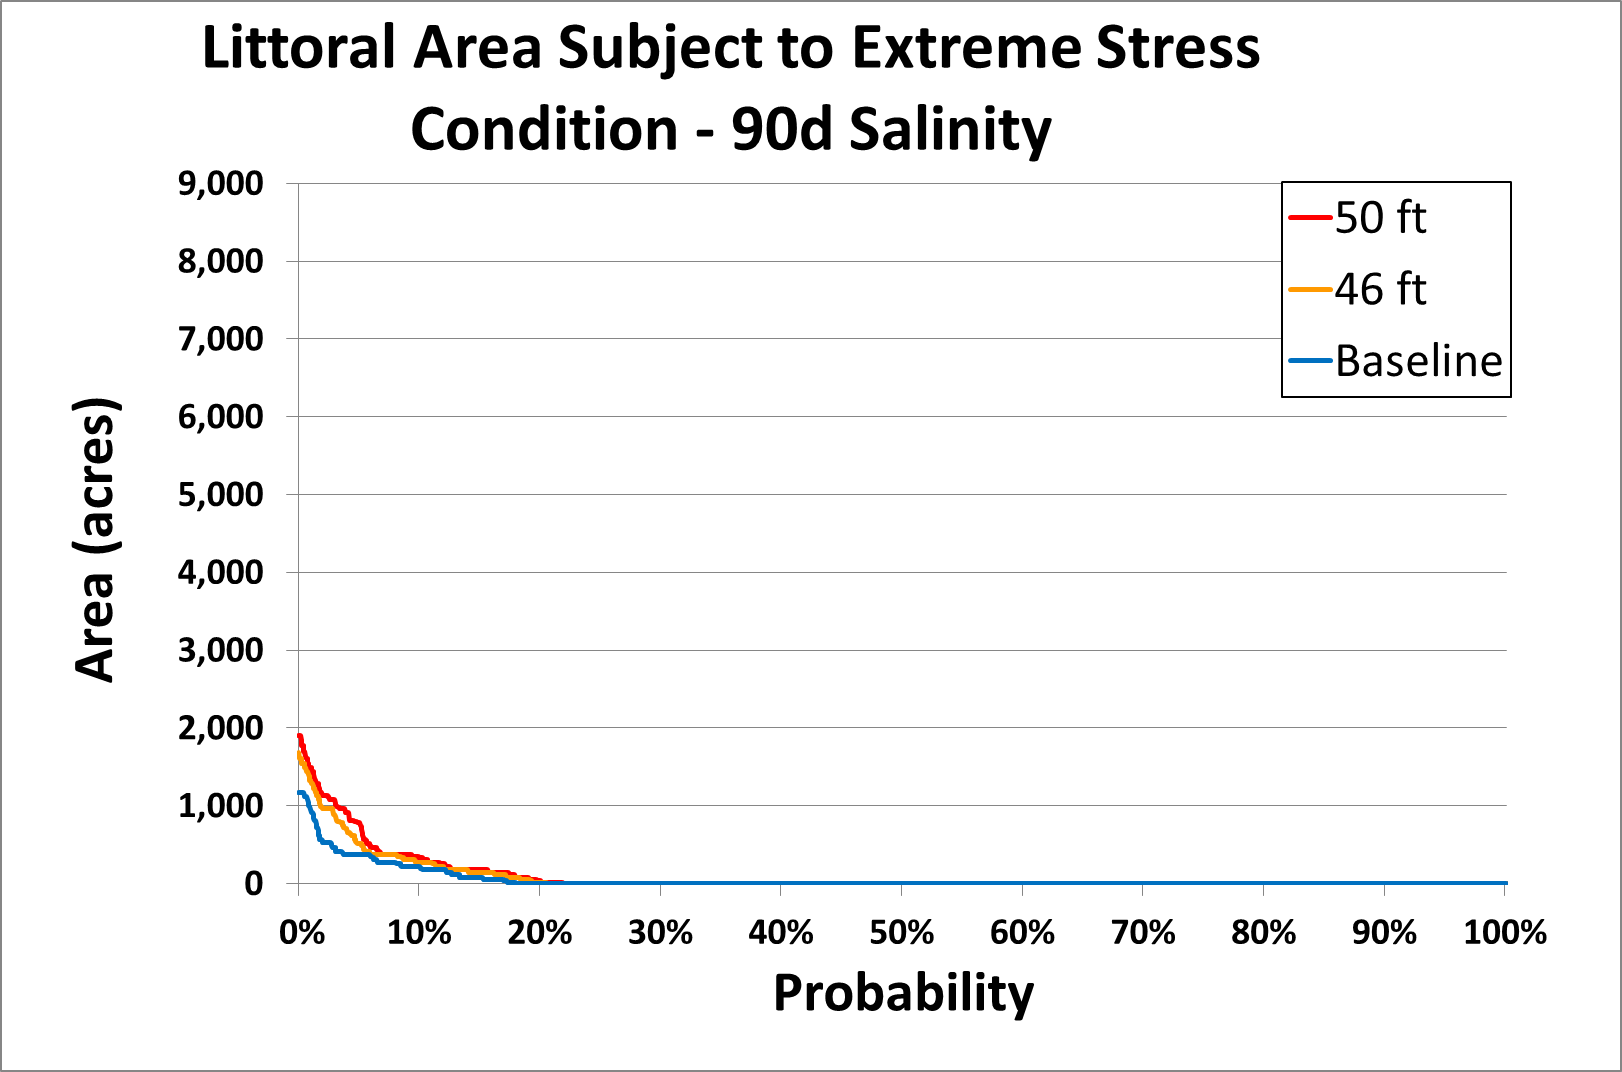 Littoral Area Subject to Extreme Stress
Condition - 90d Salinity
9,000
8,000
7,000
6,000
5,000
4,000
3,000
2,000
1,000
0
Area (acres)
50 ft
46 ft
Baseline
0% 10% 20% 30% 40% 50% 60% 70% 80% 90% 100%
Probability